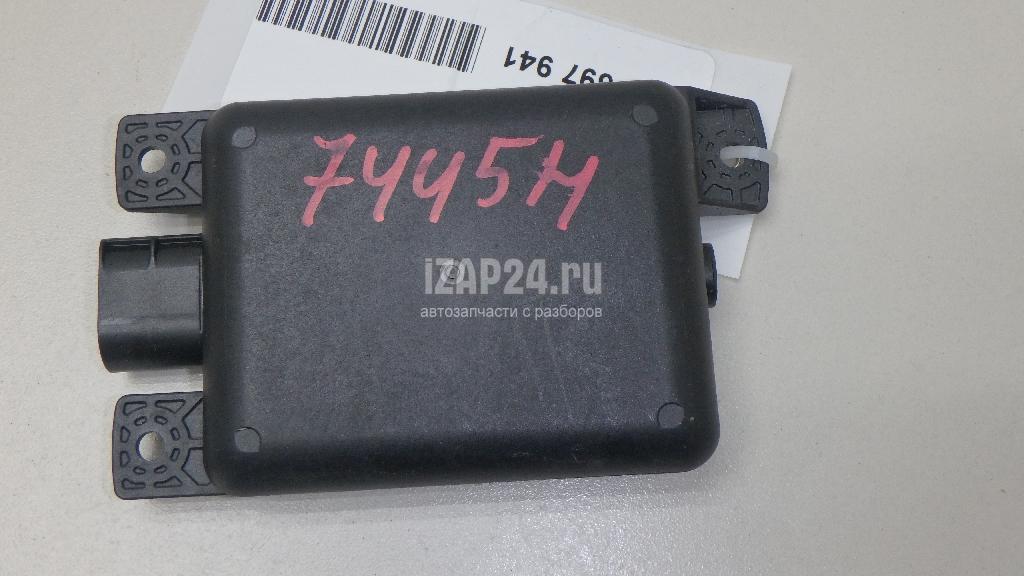 697 941
7445H
iZAP24.ru
автозапчасти с разборов